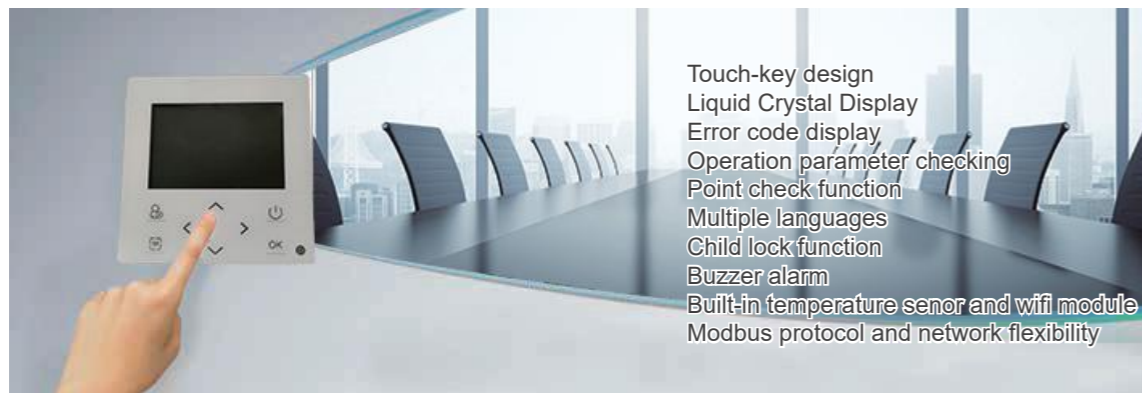 OK
Touch-key design
Liquid Crystal Display
Error code display
Operation parameter checking
Point check function
Multiple languages
Child lock function
Buzzer alarm
Built-in temperature senor and wifi module
Modbus protocol and network flexibility